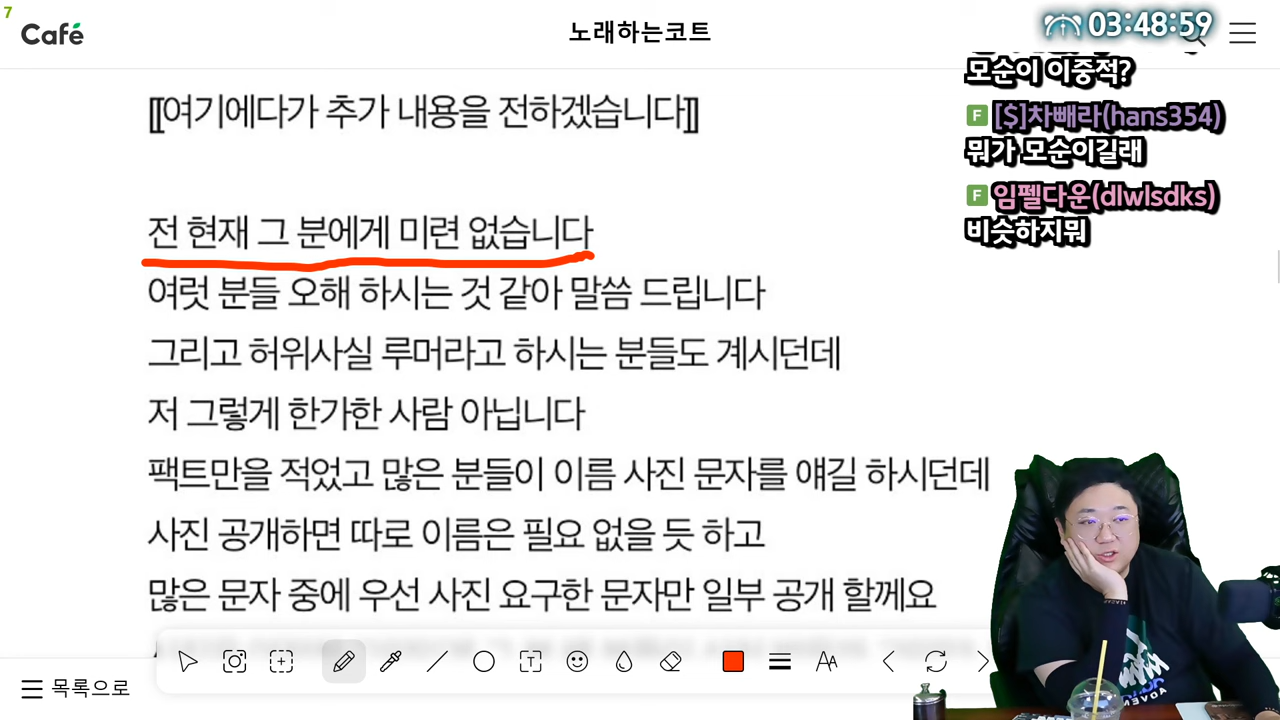 7
Café
노래하는코트
03:48:59
모순이 이중적?
[$]차빼라(hans354)
뭐가 모순이길래
임펠다운(dlwlsdks)
비슷하지뭐
[[여기에다가 추가 내용을 전하겠습니다]]
전 현재 그 분에게 미련 없습니다
여럿 분들 오해 하시는 것 같아 말씀 드립니다
그리고 허위사실 루머라고 하시는 분들도 계시던데
저 그렇게 한가한 사람 아닙니다
팩트만을 적었고 많은 분들이 이름 사진 문자를 얘길 하시던데
사진 공개하면 따로 이름은 필요 없을 듯 하고
많은 문자 중에 우선 사진 요구한 문자만 일부 공개 할께요
목록으로